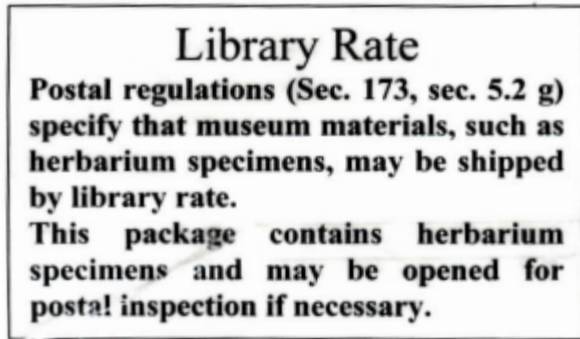 Library Rate
Postal regulations (Sec. 173, sec. 5.2 g)
specify that museum materials, such as
herbarium specimens, may be shipped
by library rate.
This package contains herbarium
specimens and may be opened for
postal inspection if necessary.